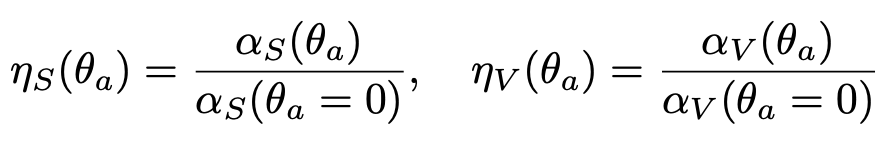 η_S(θ_a) = α_S(θ_a) / α_S(θ_a = 0), η_V(θ_a) = α_V(θ_a) / α_V(θ_a = 0)